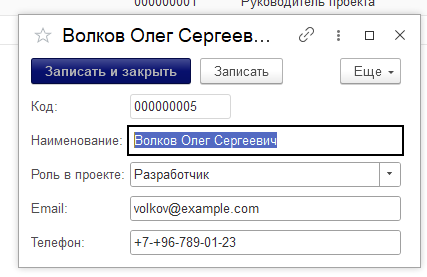 000000001 Руководитель проекта
Волков Олег Сергеев...
Записать и закрыть Записать Еще
Код: 000000005
Наименование: Волков Олег Сергеевич
Роль в проекте: Разработчик
Email: volkov@example.com
Телефон: +7-+96-789-01-23